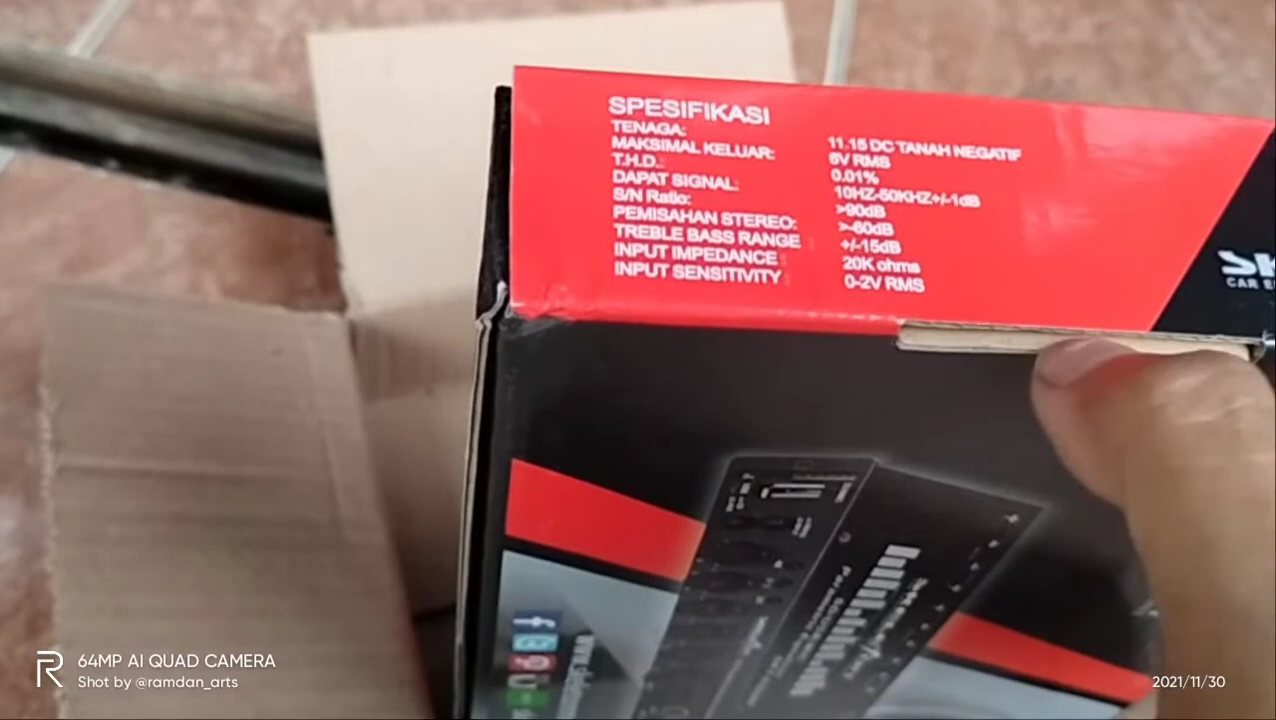 SPESIFIKASI
TENAGA: 11.15 DC TANAH NEGATIF
MAKSIMAL KELUAR: 6V RMS
T.H.D.: 0.01%
DAPAT SIGNAL: 10HZ-50KHZ+/-1dB
S/N Ratio: >90dB
PEMISAHAN STEREO: >-60dB
TREBLE BASS RANGE +/-15dB
INPUT IMPEDANCE : 20K ohms
INPUT SENSITIVITY : 0-2V RMS
64MP AI QUAD CAMERA
Shot by @ramdan_arts
2021/11/30